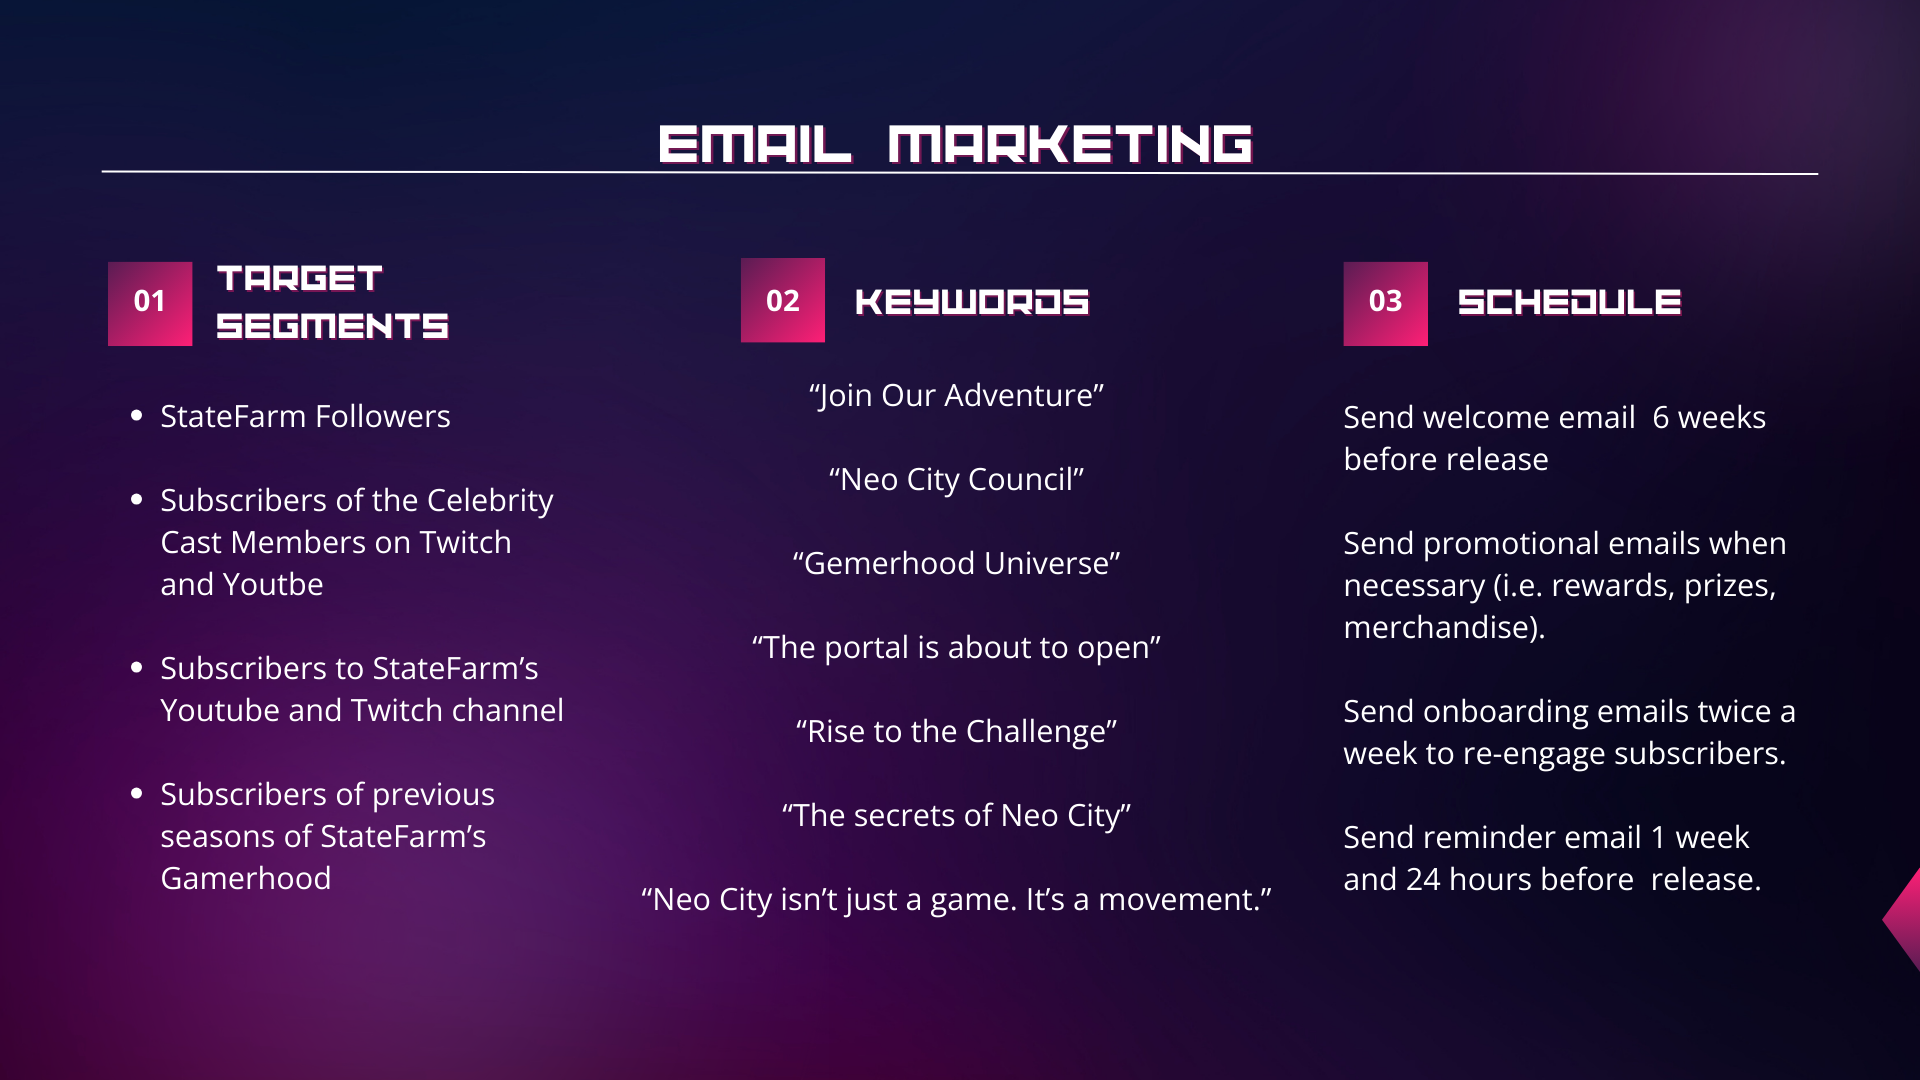 EMAIL MARKETING
01
TARGET
SEGMENTS
• StateFarm Followers
• Subscribers of the Celebrity
Cast Members on Twitch
and Youtbe
• Subscribers to StateFarm’s
Youtube and Twitch channel
• Subscribers of previous
seasons of StateFarm’s
Gamerhood
02
KEYWORDS
“Join Our Adventure”
“Neo City Council”
“Gemerhood Universe”
“The portal is about to open”
“Rise to the Challenge”
“The secrets of Neo City”
“Neo City isn’t just a game. It’s a movement.”
03
SCHEDULE
Send welcome email  6 weeks
before release
Send promotional emails when
necessary (i.e. rewards, prizes,
merchandise).
Send onboarding emails twice a
week to re-engage subscribers.
Send reminder email 1 week
and 24 hours before  release.